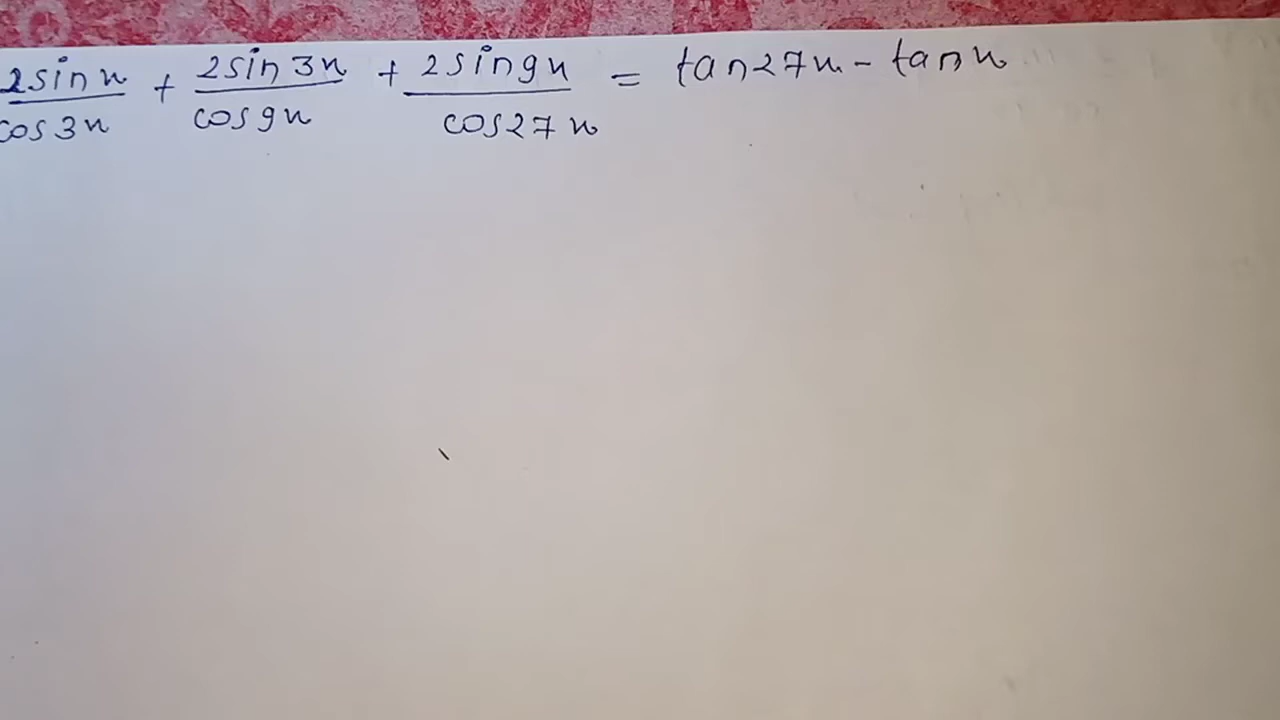 2sinx/cos3x + 2sin3x/cos9x + 2sin9x/cos27x = tan27x - tanx